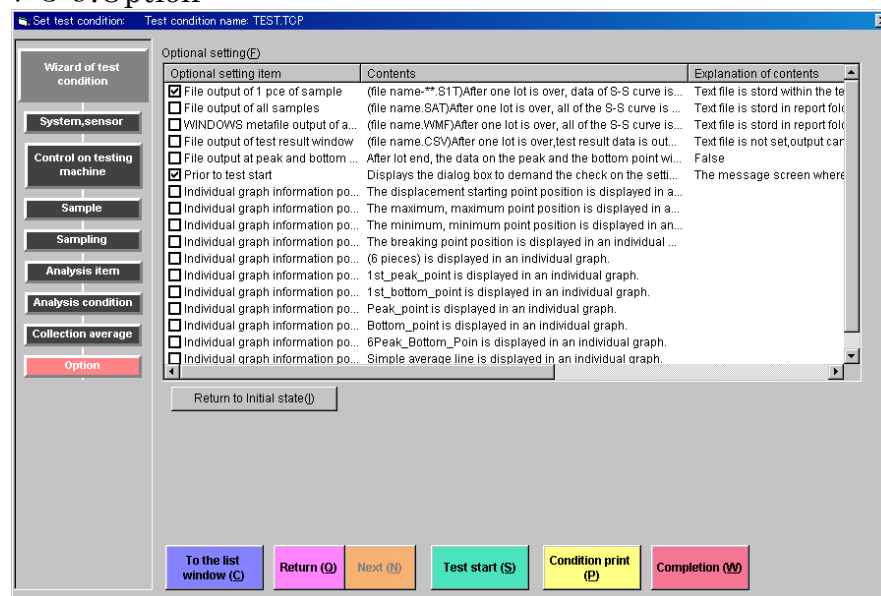 Set test condition: Test condition name: TEST.TCP
Optional setting(F)
Wizard of test
condition
System,sensor
Control on testing
machine
Sample
Sampling
Analysis item
Analysis condition
Collection average
Option
Optional setting item Contents Explanation of contents
File output of 1 pce of sample (file name-**.S1T)After one lot is over, data of S-S curve is... Text file is stord within the te
File output of all samples (file name.SAT)After one lot is over, all of the S-S curve is ... Text file is stord in report fold
WINDOWS metafile output of a... (file name.WMF)After one lot is over, all of the S-S curve is... Text file is stord in report fold
File output of test result window (file name.CSV)After one lot is over,test result data is out... Text file is not set,output can
File output at peak and bottom ... After lot end, the data on the peak and the bottom point wi... False
Prior to test start Displays the dialog box to demand the check on the setti... The message screen where
Individual graph information po... The displacement starting point position is displayed in a...
Individual graph information po... The maximum, maximum point position is displayed in a...
Individual graph information po... The minimum, minimum point position is displayed in an...
Individual graph information po... The breaking point position is displayed in an individual ...
Individual graph information po... (6 pieces) is displayed in an individual graph.
Individual graph information po... 1st_peak_point is displayed in an individual graph.
Individual graph information po... 1st_bottom_point is displayed in an individual graph.
Individual graph information po... Peak_point is displayed in an individual graph.
Individual graph information po... Bottom_point is displayed in an individual graph.
Individual graph information po... 6Peak_Bottom_Poin is displayed in an individual graph.
Individual graph information po... Simple average line is displayed in an individual graph.
Return to Initial state(I)
To the list
window (C)
Return (O)
Next (N)
Test start (S)
Condition print
(P)
Completion (W)